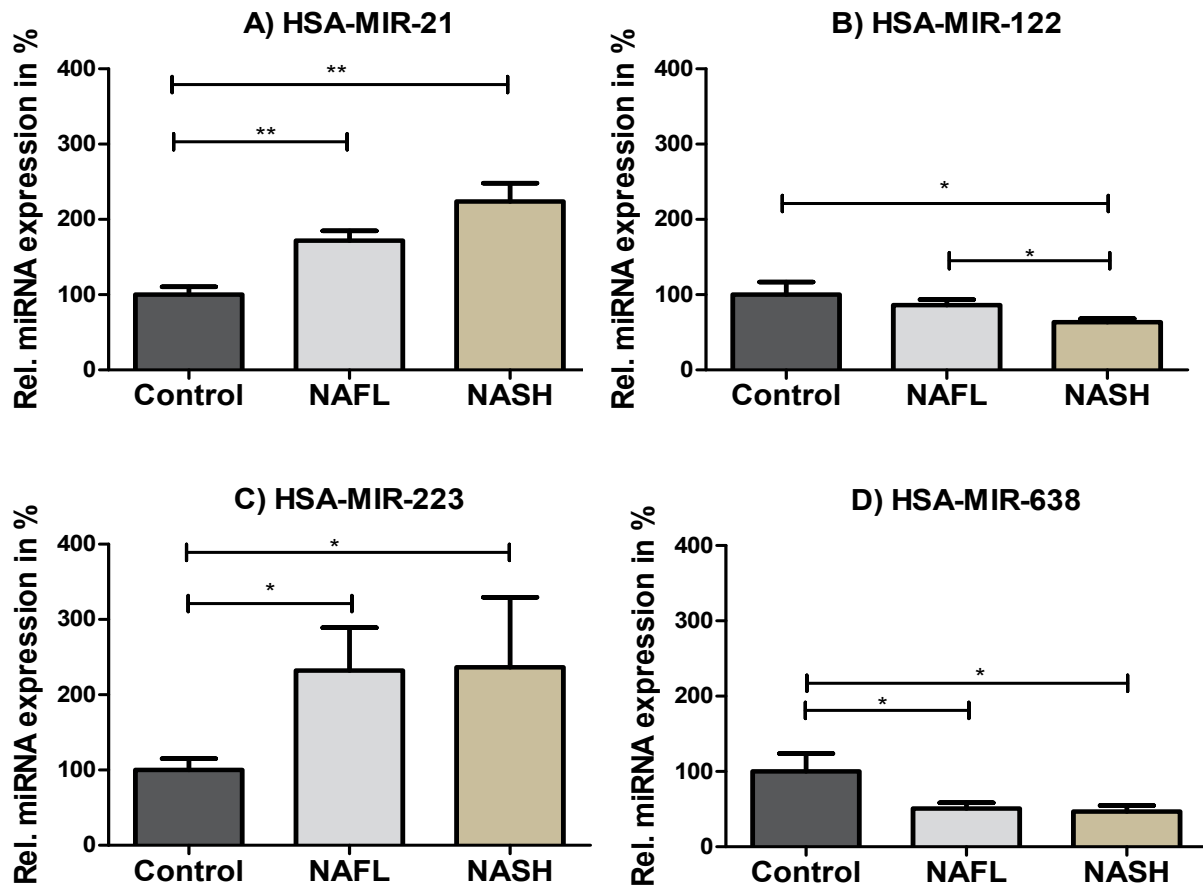 A) HSA-MIR-21
Rel. miRNA expression in %
400
300
200
100
0
**
**
Control NAFL NASH
B) HSA-MIR-122
Rel. miRNA expression in %
400
300
200
100
0
*
*
Control NAFL NASH
C) HSA-MIR-223
Rel. miRNA expression in %
400
300
200
100
0
*
*
Control NAFL NASH
D) HSA-MIR-638
Rel. miRNA expression in %
400
300
200
100
0
*
*
Control NAFL NASH